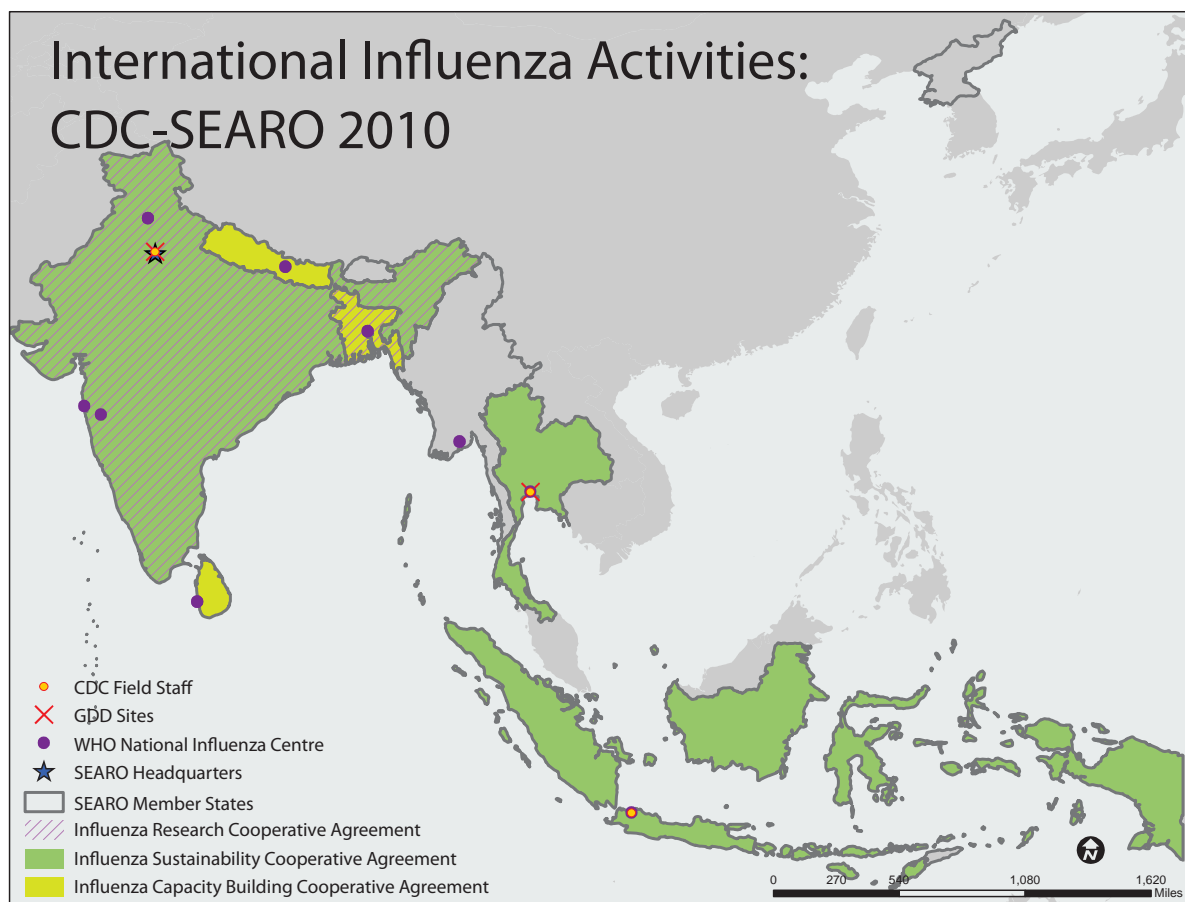 International Influenza Activities:
CDC-SEARO 2010
CDC Field Staff
GDD Sites
WHO National Influenza Centre
SEARO Headquarters
SEARO Member States
Influenza Research Cooperative Agreement
Influenza Sustainability Cooperative Agreement
Influenza Capacity Building Cooperative Agreement
N
0 270 540 1,080 1,620
Miles